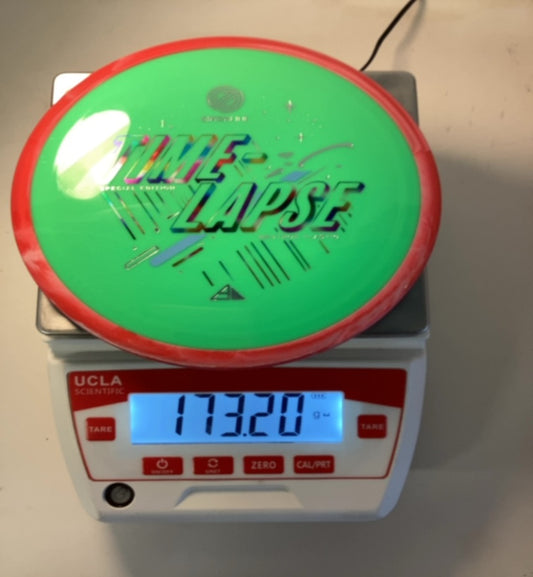 TIME-
SPECIAL EDITION
LAPSE
UCLA
SCIENTIFIC
173.20
g
TARE
TARE
ZERO
CAL/PRT